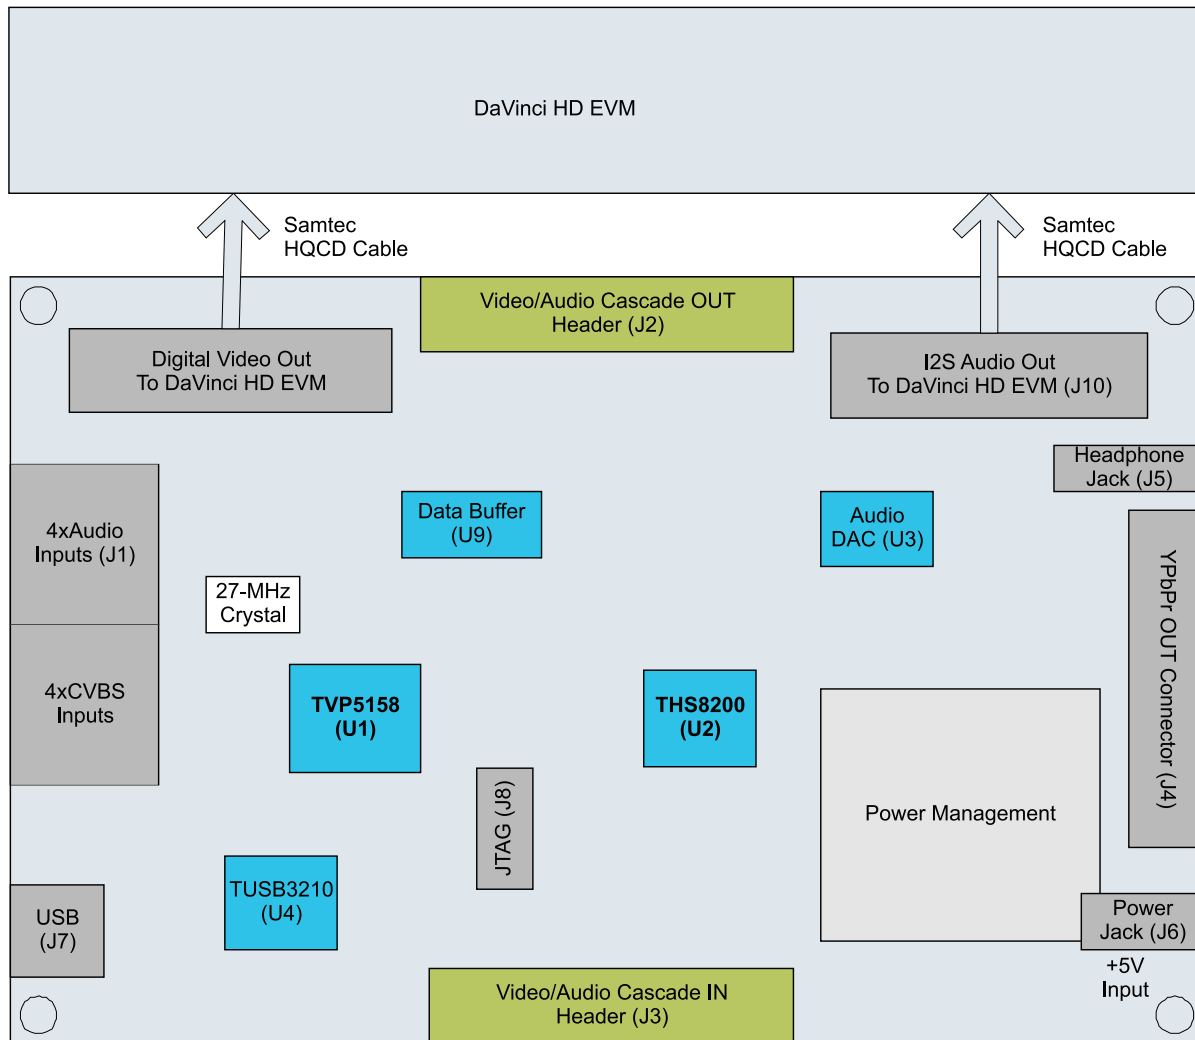 DaVinci HD EVM
Samtec
HQCD Cable
Samtec
HQCD Cable
Video/Audio Cascade OUT
Header (J2)
Digital Video Out
To DaVinci HD EVM
I2S Audio Out
To DaVinci HD EVM (J10)
Headphone
Jack (J5)
4xAudio
Inputs (J1)
Data Buffer
(U9)
Audio
DAC (U3)
YPbPr OUT Connector (J4)
27-MHz
Crystal
4xCVBS
Inputs
TVP5158
(U1)
THS8200
(U2)
JTAG (J8)
Power Management
TUSB3210
(U4)
USB
(J7)
Power
Jack (J6)
+5V
Input
Video/Audio Cascade IN
Header (J3)